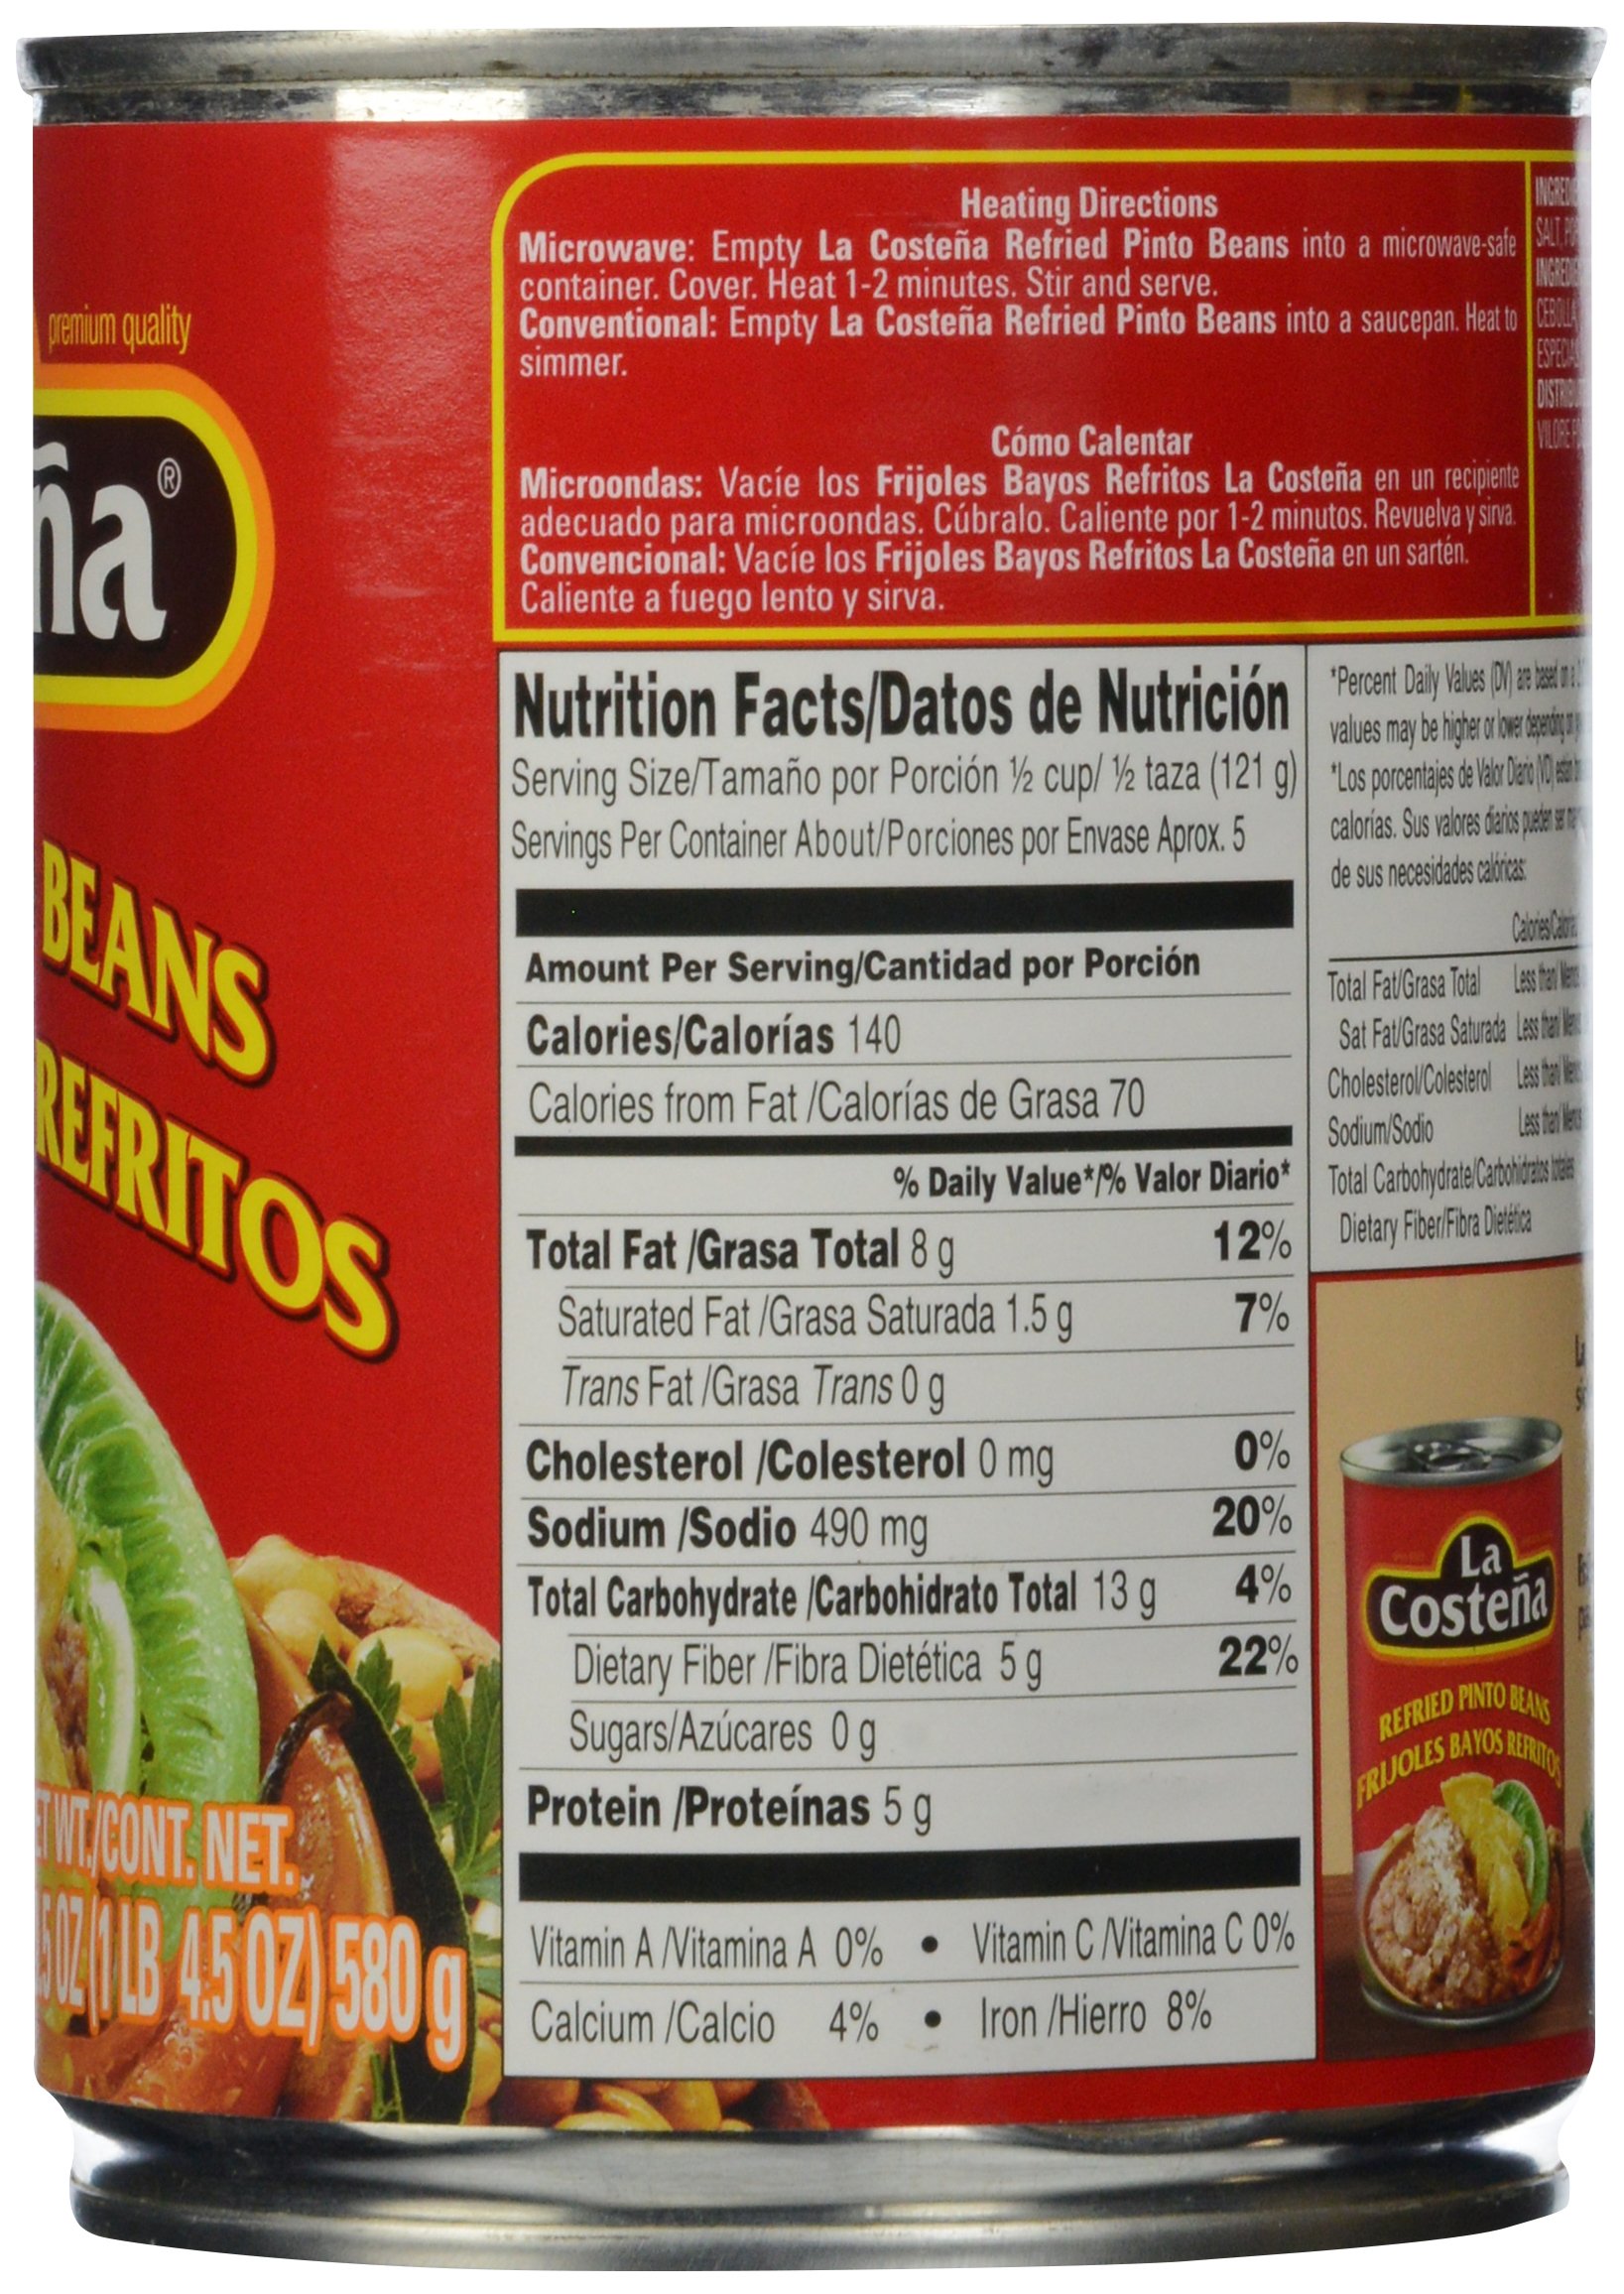 premium quality
ña®
BEANS
REFRITOS
WT./CONT. NET.
(1 LB 4.5 OZ) 580 g
Heating Directions
Microwave: Empty La Costeña Refried Pinto Beans into a microwave-safe
container. Cover. Heat 1-2 minutes. Stir and serve.
Conventional: Empty La Costeña Refried Pinto Beans into a saucepan. Heat to
simmer.
Cómo Calentar
Microondas: Vacíe los Frijoles Bayos Refritos La Costeña en un recipiente
adecuado para microondas. Cúbralo. Caliente por 1-2 minutos. Revuelva y sirva.
Convencional: Vacíe los Frijoles Bayos Refritos La Costeña en un sartén.
Caliente a fuego lento y sirva.
SALT,
Nutrition Facts/Datos de Nutrición
Serving Size/Tamaño por Porción ½ cup/ ½ taza (121 g)
Servings Per Container About/Porciones por Envase Aprox. 5
Amount Per Serving/Cantidad por Porción
Calories/Calorías 140
Calories from Fat /Calorías de Grasa 70
% Daily Value*/% Valor Diario*
Total Fat /Grasa Total 8 g 12%
Saturated Fat /Grasa Saturada 1.5 g 7%
Trans Fat /Grasa Trans 0 g
Cholesterol /Colesterol 0 mg 0%
Sodium /Sodio 490 mg 20%
Total Carbohydrate /Carbohidrato Total 13 g 4%
Dietary Fiber /Fibra Dietética 5 g 22%
Sugars/Azúcares 0 g
Protein /Proteínas 5 g
Vitamin A /Vitamina A 0% • Vitamin C /Vitamina C 0%
Calcium /Calcio 4% • Iron /Hierro 8%
*Percent Daily Values (DV) are based on a
values may be higher or lower depending on
*Los porcentajes de Valor Diario (VD) están
calorías. Sus valores diarios pueden ser
de sus necesidades calóricas:
Total Fat/Grasa Total Less than/
Sat Fat/Grasa Saturada Less than/
Cholesterol/Colesterol Less than/
Sodium/Sodio Less than/
Total Carbohydrate/Carbohidratos totales
Dietary Fiber/Fibra Dietética
La
Costeña
REFRIED PINTO BEANS
FRIJOLES BAYOS REFRITOS